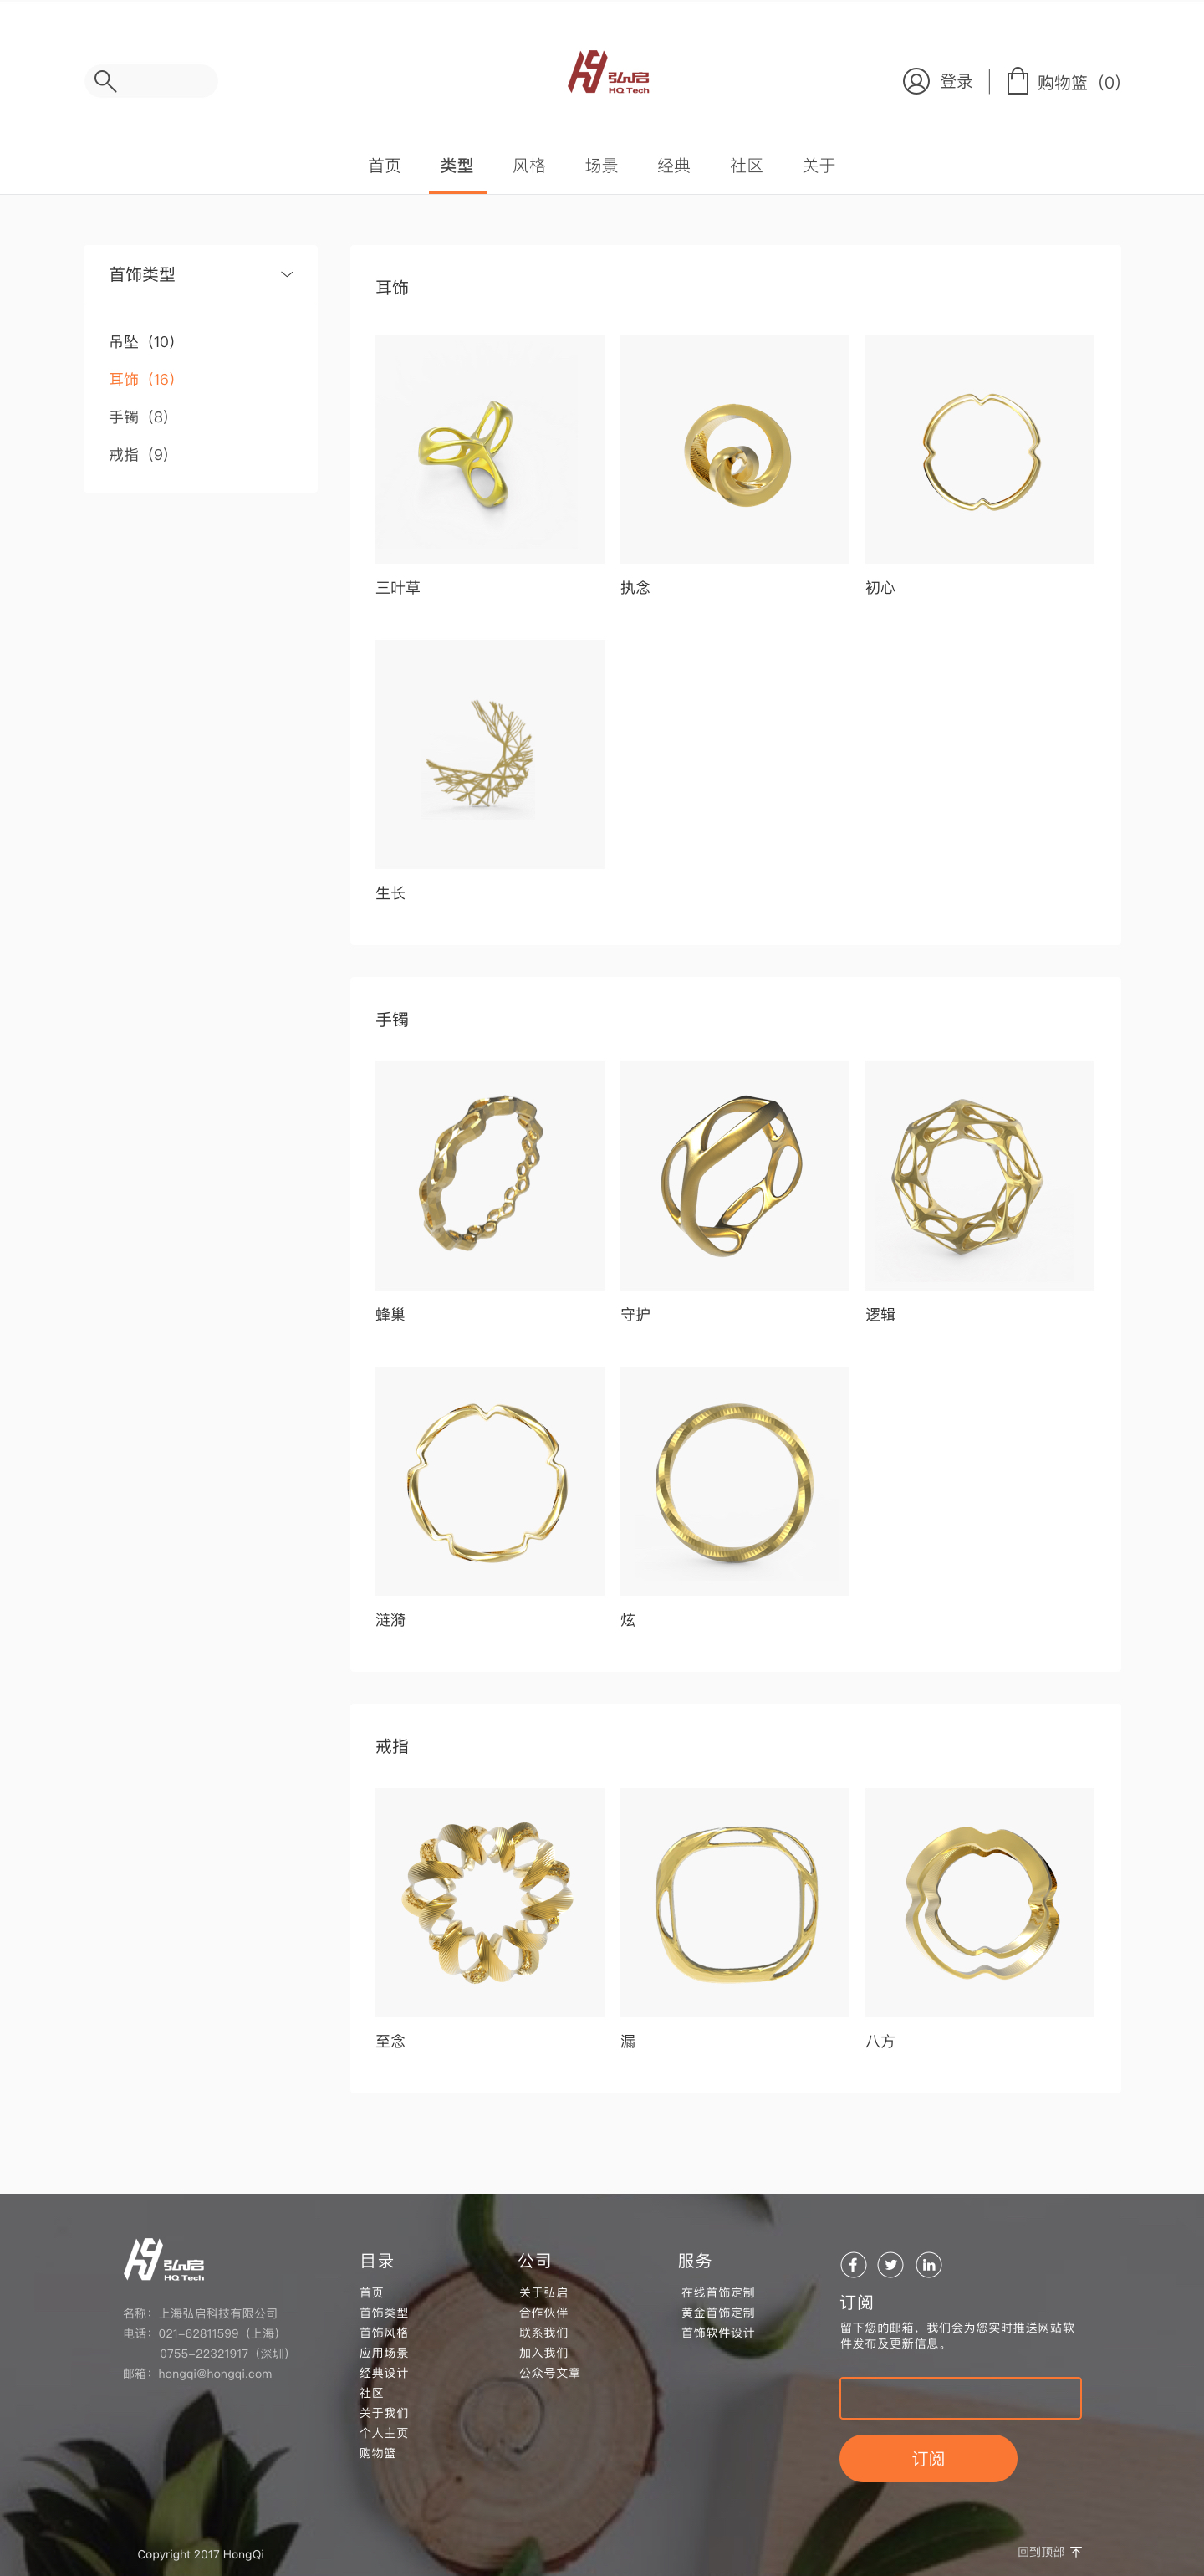 弘启
HQ Tech
登录
购物篮（0）
首页 类型 风格 场景 经典 社区 关于
首饰类型
吊坠（10）
耳饰（16）
手镯（8）
戒指（9）
耳饰
三叶草 执念 初心
生长
手镯
蜂巢 守护 逻辑
涟漪 炫
戒指
至念 漏 八方
弘启
HQ Tech
名称：上海弘启科技有限公司
电话：021-62811599（上海）
0755-22321917（深圳）
邮箱：hongqi@hongqi.com
目录
首页
首饰类型
首饰风格
应用场景
经典设计
社区
关于我们
个人主页
购物篮
公司
关于弘启
合作伙伴
联系我们
加入我们
公众号文章
服务
在线首饰定制
黄金首饰定制
首饰软件设计
订阅
留下您的邮箱，我们会为您实时推送网站软
件发布及更新信息。
订阅
Copyright 2017 HongQi
回到顶部